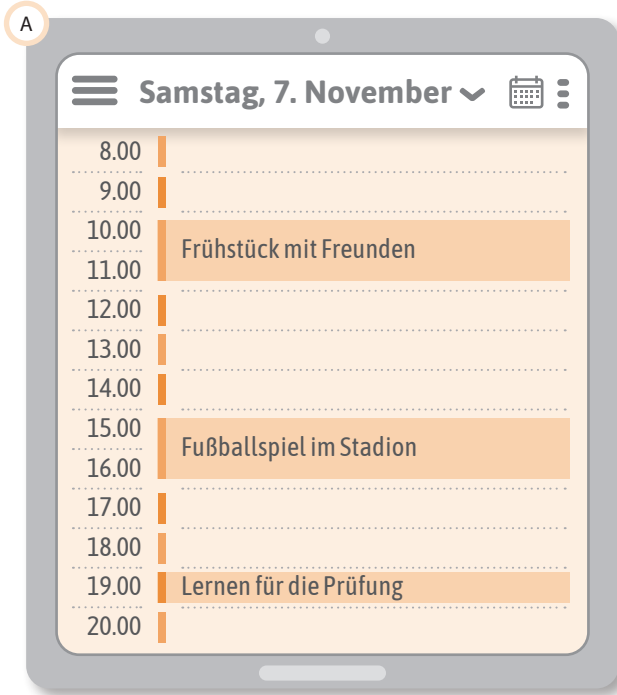 A
Samstag, 7. November
8.00
9.00
10.00
Frühstück mit Freunden
11.00
12.00
13.00
14.00
15.00
Fußballspiel im Stadion
16.00
17.00
18.00
19.00 Lernen für die Prüfung
20.00